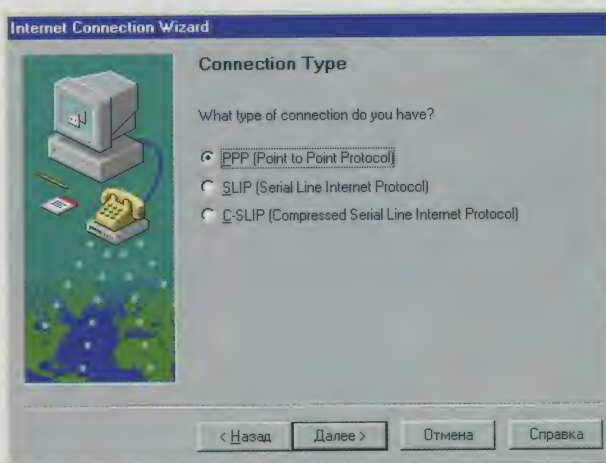 Internet Connection Wizard
Connection Type
What type of connection do you have?
PPP (Point to Point Protocol)
SLIP (Serial Line Internet Protocol)
C-SLIP (Compressed Serial Line Internet Protocol)
< Назад
Далее >
Отмена
Справка